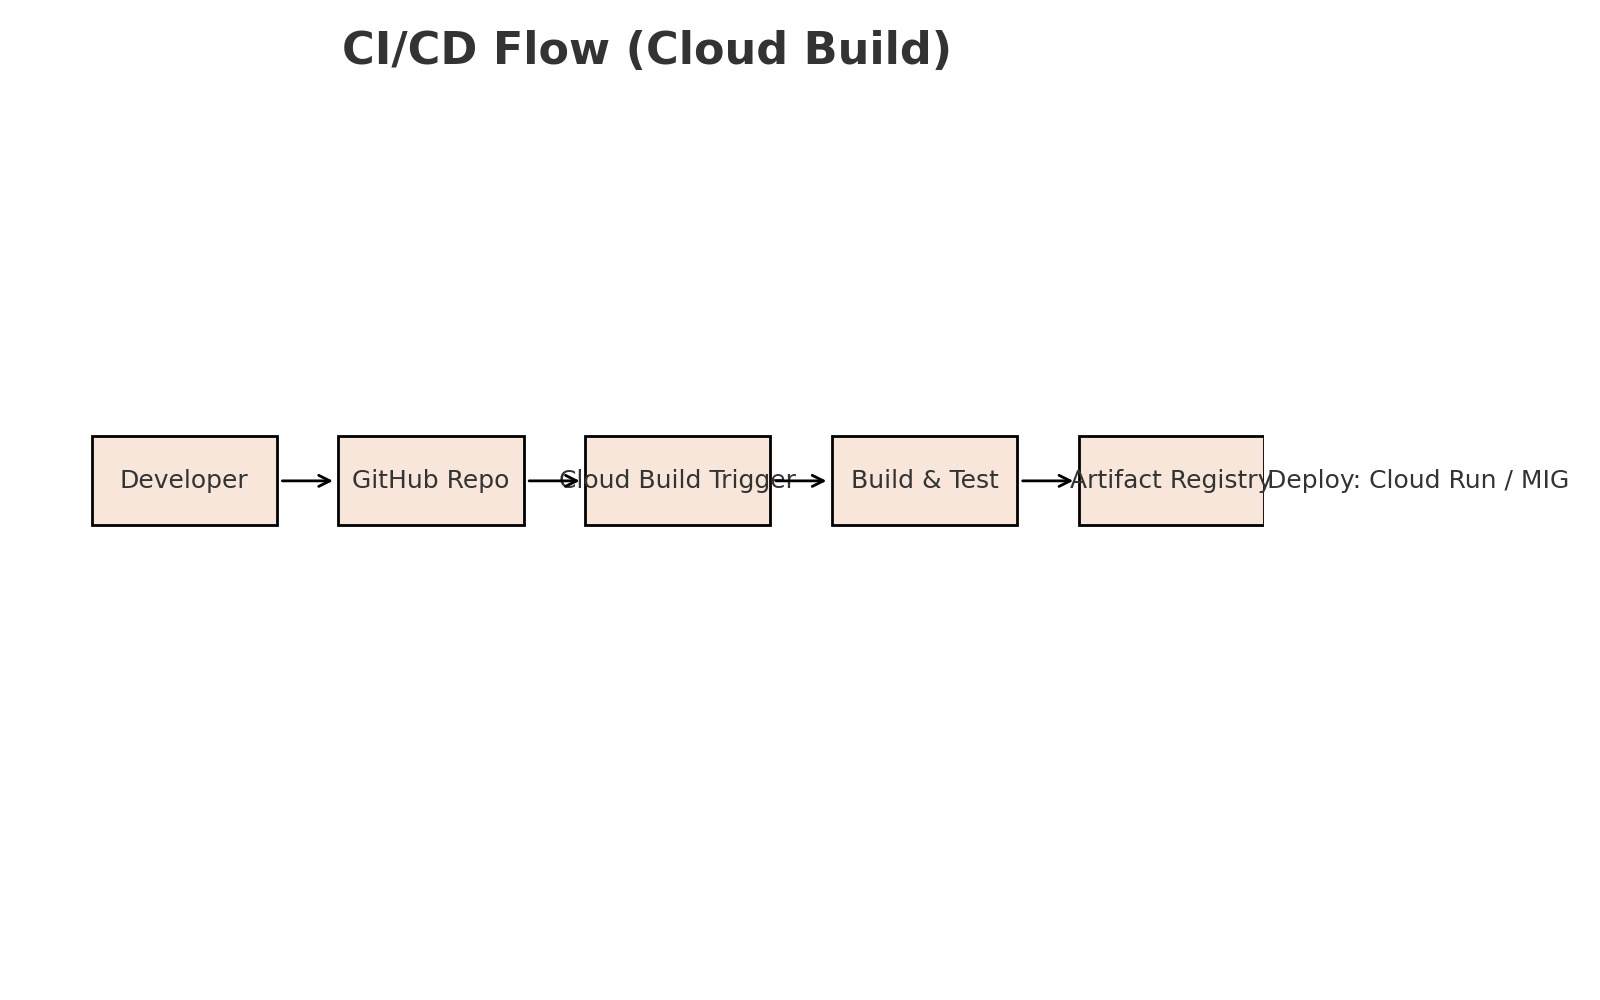 CI/CD Flow (Cloud Build)
Developer
GitHub Repo
Cloud Build Trigger
Build & Test
Artifact Registry
Deploy: Cloud Run / MIG